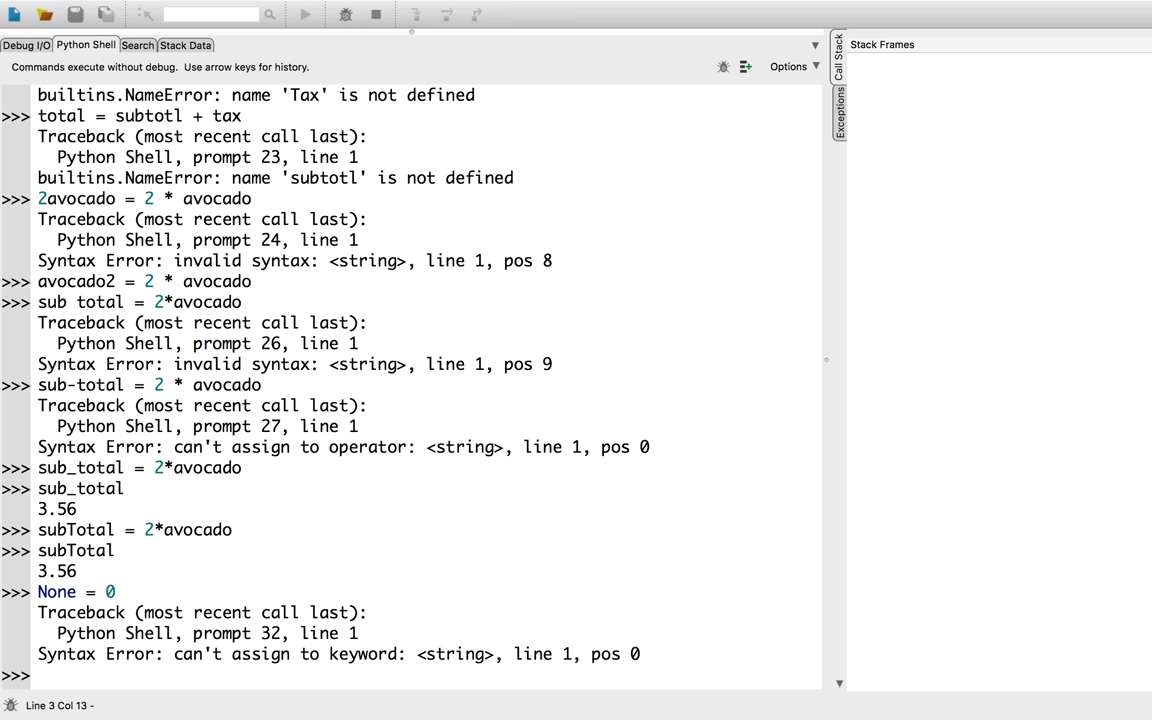 Debug I/O Python Shell Search Stack Data
Commands execute without debug. Use arrow keys for history.
Options
builtins.NameError: name 'Tax' is not defined
>>> total = subtotl + tax
Traceback (most recent call last):
Python Shell, prompt 23, line 1
builtins.NameError: name 'subtotl' is not defined
>>> 2avocado = 2 * avocado
Traceback (most recent call last):
Python Shell, prompt 24, line 1
Syntax Error: invalid syntax: <string>, line 1, pos 8
>>> avocado2 = 2 * avocado
>>> sub total = 2*avocado
Traceback (most recent call last):
Python Shell, prompt 26, line 1
Syntax Error: invalid syntax: <string>, line 1, pos 9
>>> sub-total = 2 * avocado
Traceback (most recent call last):
Python Shell, prompt 27, line 1
Syntax Error: can't assign to operator: <string>, line 1, pos 0
>>> sub_total = 2*avocado
>>> sub_total
3.56
>>> subTotal = 2*avocado
>>> subTotal
3.56
>>> None = 0
Traceback (most recent call last):
Python Shell, prompt 32, line 1
Syntax Error: can't assign to keyword: <string>, line 1, pos 0
>>>
Line 3 Col 13 -
Call Stack
Exceptions
Stack Frames